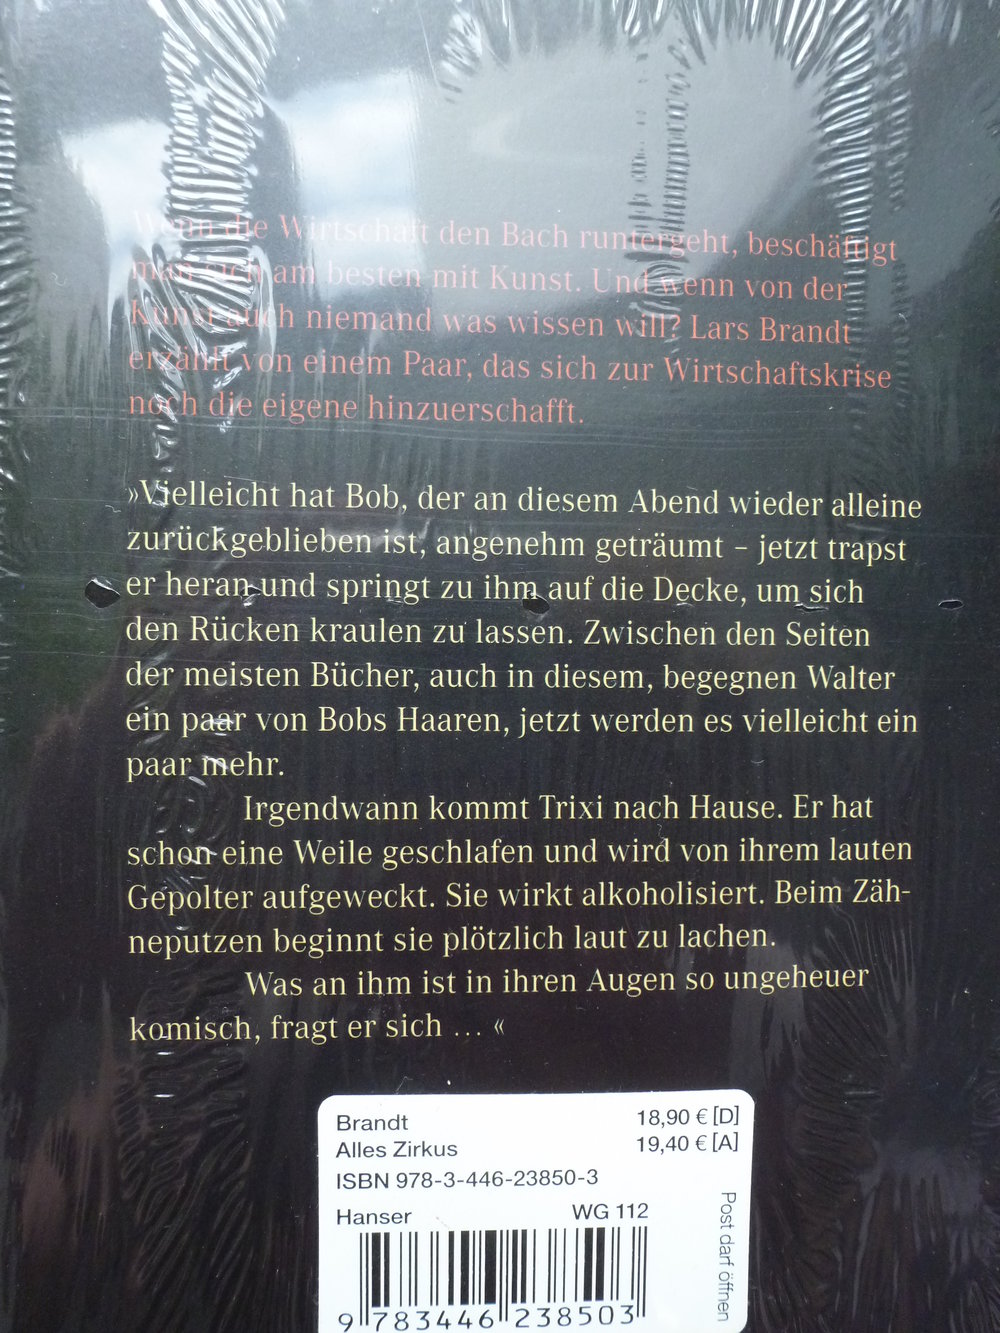 Wenn die Wirtschaft den Bach runtergeht, beschäftigt
man sich am besten mit Kunst. Und wenn von der
Kunst auch niemand was wissen will? Lars Brandt
erzählt von einem Paar, das sich zur Wirtschaftskrise
noch die eigene hinzuerschafft.
»Vielleicht hat Bob, der an diesem Abend wieder alleine
zurückgeblieben ist, angenehm geträumt – jetzt trapst
er heran und springt zu ihm auf die Decke, um sich
den Rücken kraulen zu lassen. Zwischen den Seiten
der meisten Bücher, auch in diesem, begegnen Walter
ein paar von Bobs Haaren, jetzt werden es vielleicht ein
paar mehr.
Irgendwann kommt Trixi nach Hause. Er hat
schon eine Weile geschlafen und wird von ihrem lauten
Gepolter aufgeweckt. Sie wirkt alkoholisiert. Beim Zäh-
neputzen beginnt sie plötzlich laut zu lachen.
Was an ihm ist in ihren Augen so ungeheuer
komisch, fragt er sich … «
Brandt 18,90 € [D]
Alles Zirkus 19,40 € [A]
ISBN 978-3-446-23850-3
Hanser WG 112
Post darf öffnen
9 783446 238503